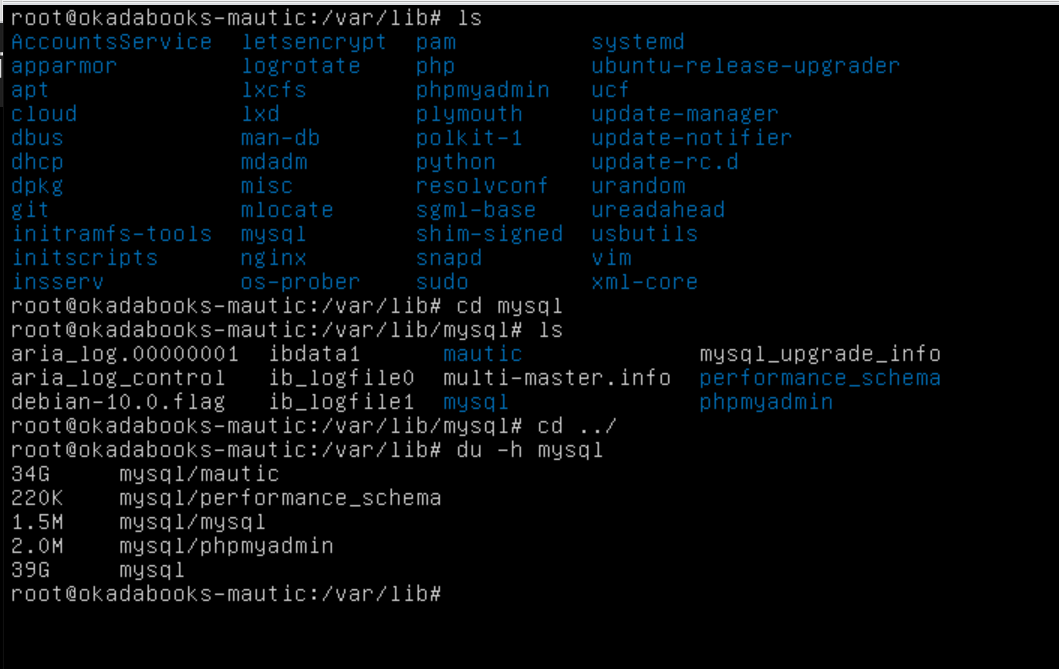 root@okadabooks-mautic:/var/lib# ls
AccountsService letsencrypt pam systemd
apparmor logrotate php ubuntu-release-upgrader
apt lxcfs phpmyadmin ucf
cloud lxd plymouth update-manager
dbus man-db polkit-1 update-notifier
dhcp mdadm python update-rc.d
dpkg misc resolvconf urandom
git mlocate sgml-base ureadahead
initramfs-tools mysql shim-signed usbutils
initscripts nginx snapd vim
insserv os-prober sudo xml-core
root@okadabooks-mautic:/var/lib# cd mysql
root@okadabooks-mautic:/var/lib/mysql# ls
aria_log.00000001 ibdata1 mautic mysql_upgrade_info
aria_log_control ib_logfile0 multi-master.info performance_schema
debian-10.0.flag ib_logfile1 mysql phpmyadmin
root@okadabooks-mautic:/var/lib/mysql# cd ../
root@okadabooks-mautic:/var/lib# du -h mysql
34G mysql/mautic
220K mysql/performance_schema
1.5M mysql/mysql
2.0M mysql/phpmyadmin
39G mysql
root@okadabooks-mautic:/var/lib#